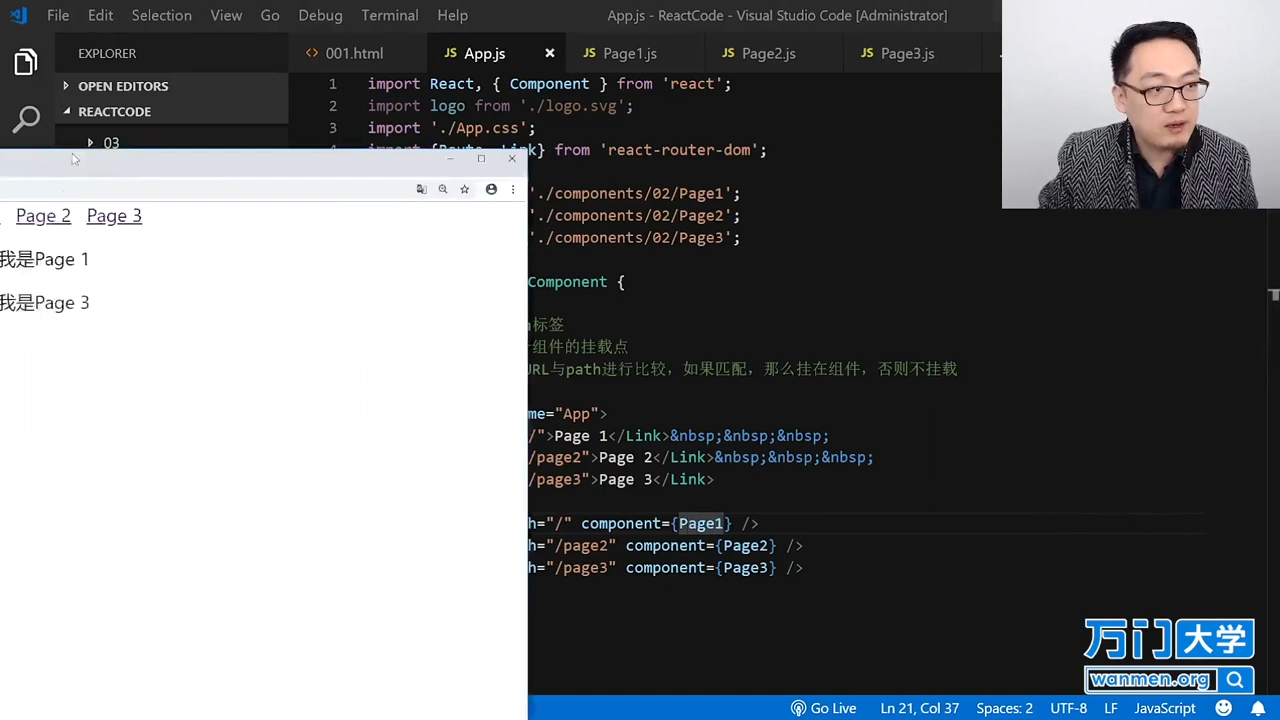 File Edit Selection View Go Debug Terminal Help
App.js - ReactCode - Visual Studio Code [Administrator]
EXPLORER
001.html
JS App.js
JS Page1.js
JS Page2.js
JS Page3.js
OPEN EDITORS
REACTCODE
03
1 import React, { Component } from 'react';
2 import logo from './logo.svg';
3 import './App.css';
} from 'react-router-dom';
'./components/02/Page1';
'./components/02/Page2';
'./components/02/Page3';
Component {
标签
组件的挂载点
URL与path进行比较，如果匹配，那么挂在组件，否则不挂载
me="App">
/">Page 1</Link>&nbsp;&nbsp;&nbsp;
/page2">Page 2</Link>&nbsp;&nbsp;&nbsp;
/page3">Page 3</Link>
h="/" component={Page1} />
h="/page2" component={Page2} />
h="/page3" component={Page3} />
Page 2 Page 3
我是Page 1
我是Page 3
万门大学
wanmen.org
Go Live Ln 21, Col 37 Spaces: 2 UTF-8 LF JavaScript